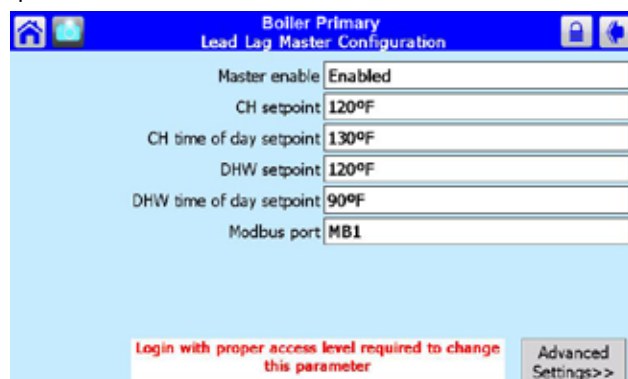 Boiler Primary
Lead Lag Master Configuration
Master enable Enabled
CH setpoint 120ºF
CH time of day setpoint 130ºF
DHW setpoint 120ºF
DHW time of day setpoint 90ºF
Modbus port MB1
Login with proper access level required to change
this parameter
Advanced
Settings>>